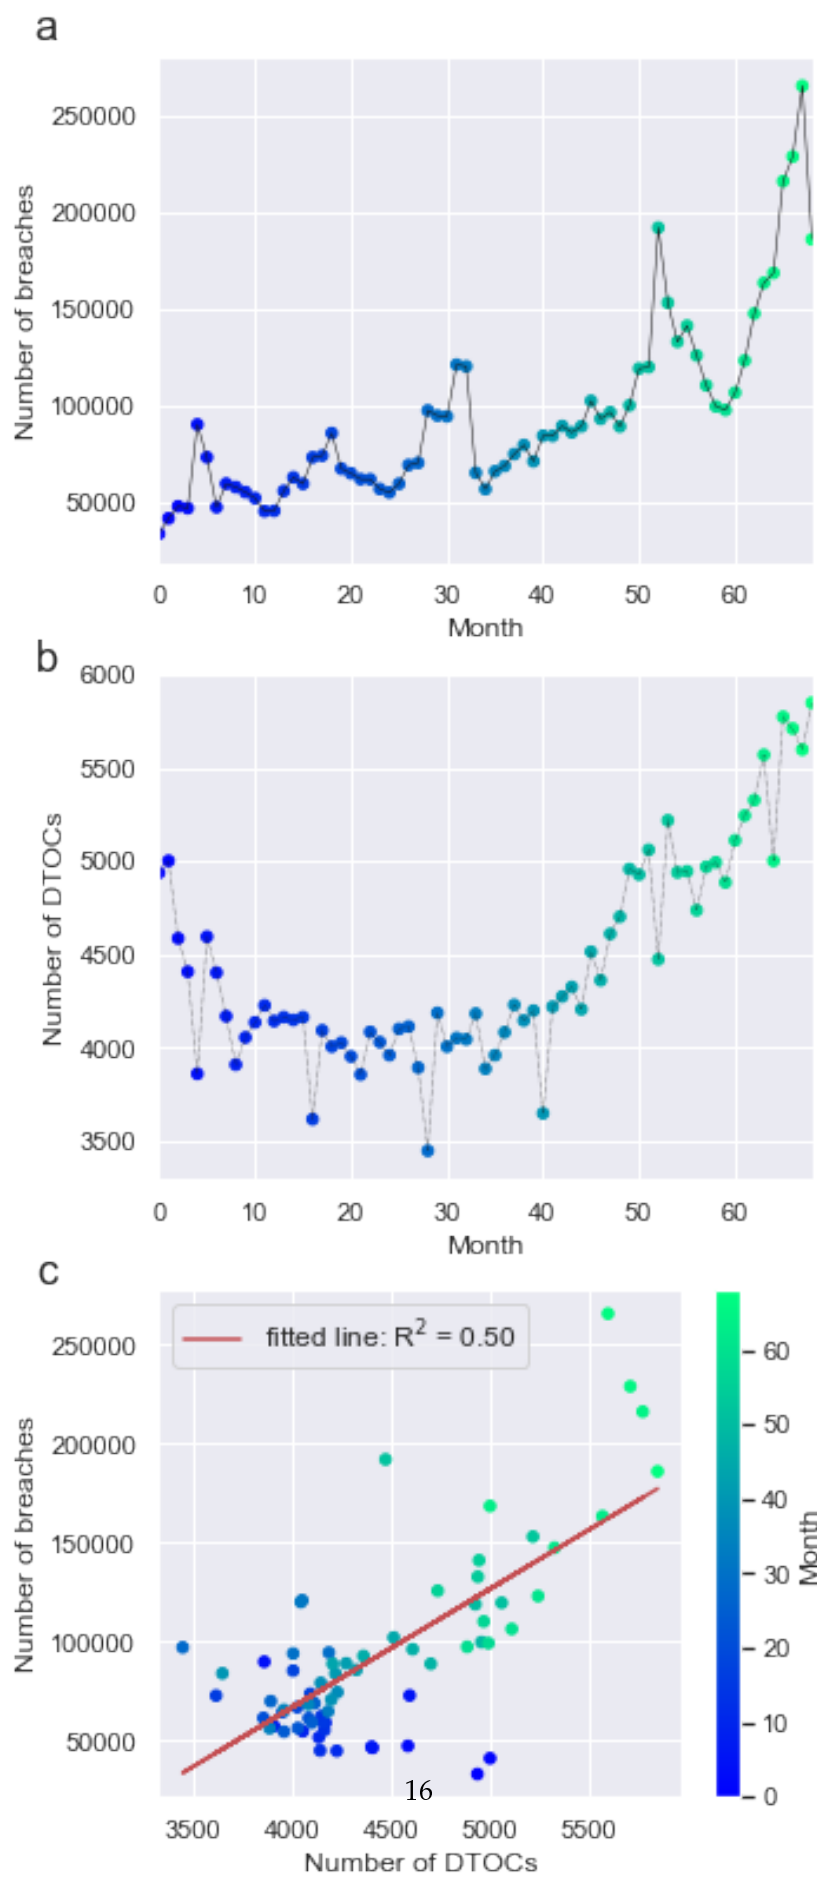 a
250000
200000
150000
100000
50000
Number of breaches
0 10 20 30 40 50 60
Month
b
6000
5500
5000
4500
4000
3500
Number of DTOCs
0 10 20 30 40 50 60
Month
c
fitted line: R² = 0.50
250000
200000
150000
100000
50000
Number of breaches
16
3500 4000 4500 5000 5500
Number of DTOCs
60
50
40
30
20
10
0
Month